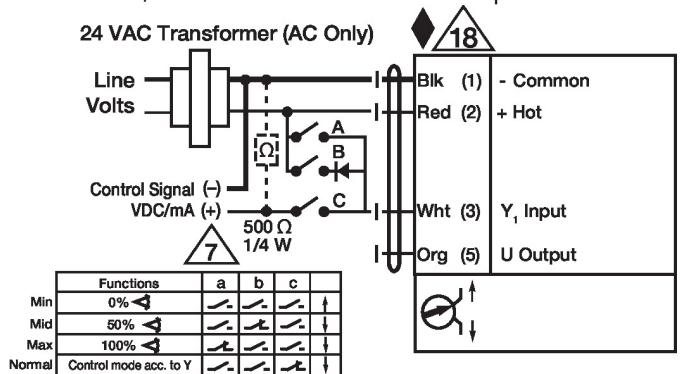 24 VAC Transformer (AC Only)
18
Line
Volts
Blk (1) - Common
Red (2) + Hot
A
B
Ω
C
Control Signal (–)
VDC/mA (+)
Wht (3) Y1 Input
500 Ω
1/4 W
7
Org (5) U Output
Functions a b c
Min 0%
Mid 50%
Max 100%
Normal Control mode acc. to Y